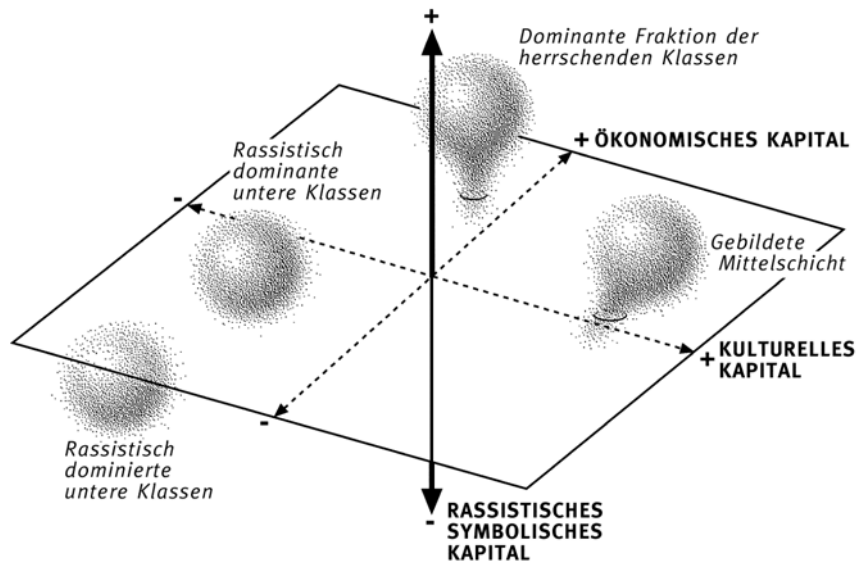 +
Dominante Fraktion der
herrschenden Klassen
+ ÖKONOMISCHES KAPITAL
Rassistisch
dominante
untere Klassen
-
Gebildete
Mittelschicht
+ KULTURELLES
KAPITAL
-
Rassistisch
dominierte
untere Klassen
- RASSISTISCHES
SYMBOLISCHES
KAPITAL